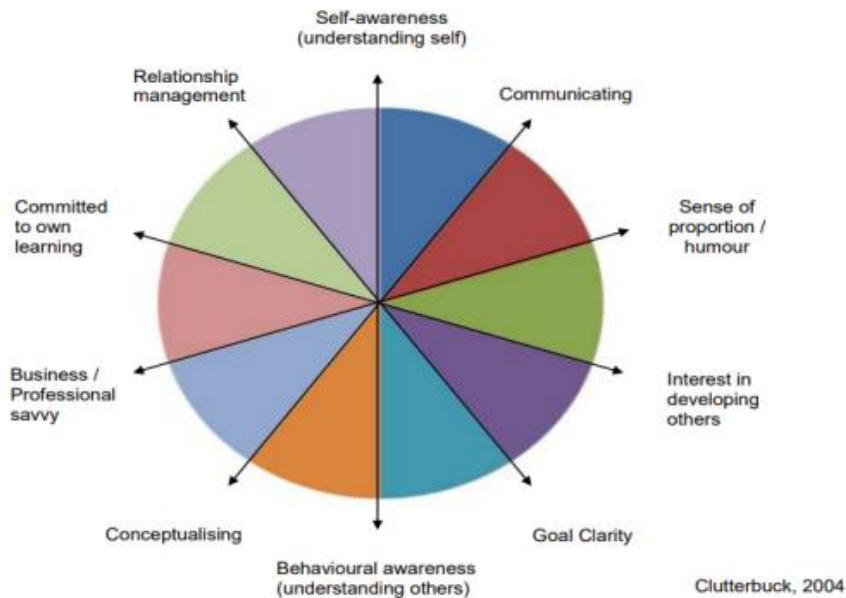 Self-awareness
(understanding self)
Communicating
Sense of
proportion /
humour
Interest in
developing
others
Goal Clarity
Behavioural awareness
(understanding others)
Conceptualising
Business /
Professional
savvy
Committed
to own
learning
Relationship
management
Clutterbuck, 2004